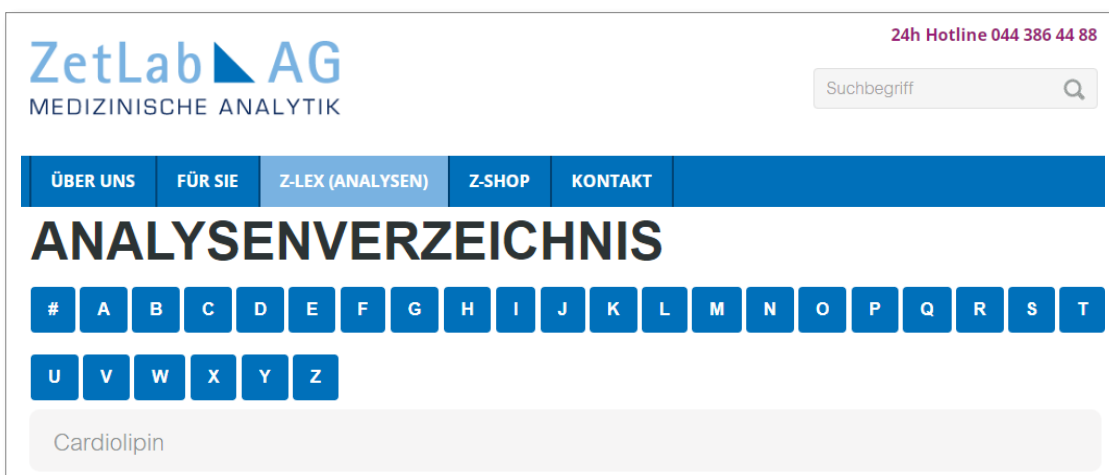 24h Hotline 044 386 44 88
ZetLab AG
MEDIZINISCHE ANALYTIK
Suchbegriff
ÜBER UNS FÜR SIE Z-LEX (ANALYSEN) Z-SHOP KONTAKT
ANALYSENVERZEICHNIS
# A B C D E F G H I J K L M N O P Q R S T
U V W X Y Z
Cardiolipin